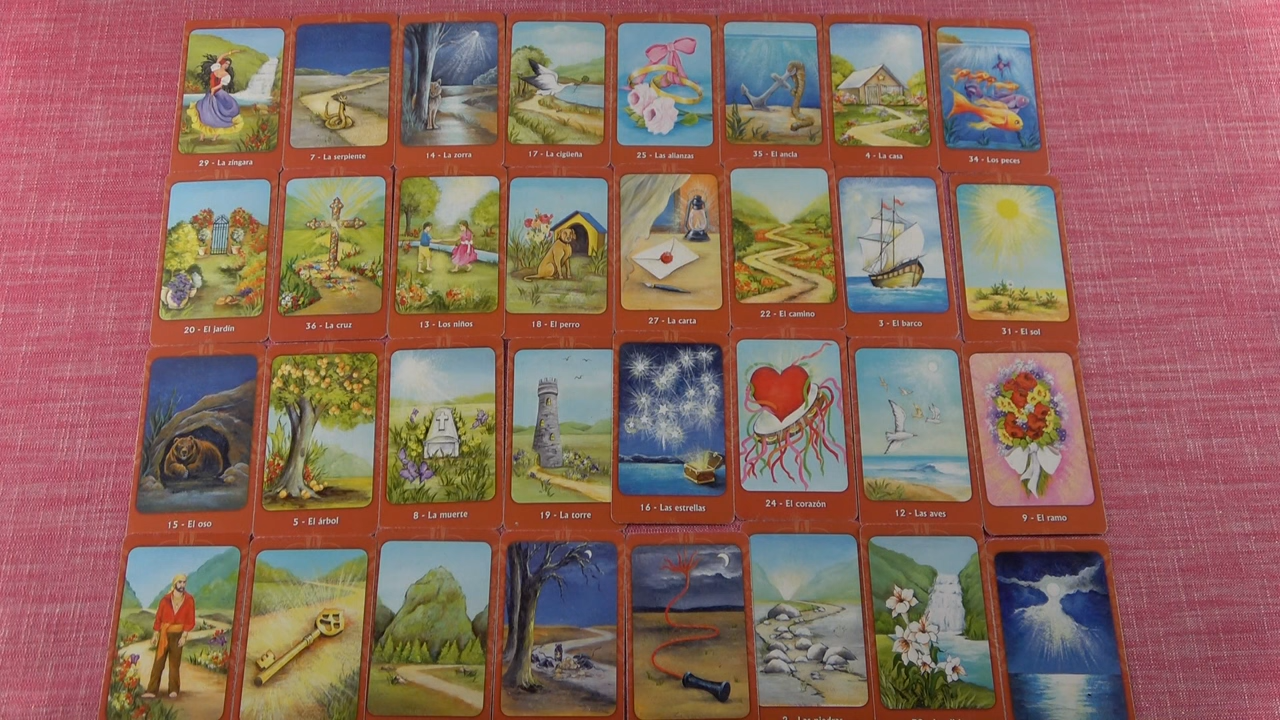 29 - La zíngara
7 - La serpiente
14 - La zorra
17 - La cigüeña
25 - Las alianzas
35 - El ancla
4 - La casa
34 - Los peces
20 - El jardín
36 - La cruz
13 - Los niños
18 - El perro
27 - La carta
22 - El camino
3 - El barco
31 - El sol
15 - El oso
5 - El árbol
8 - La muerte
19 - La torre
16 - Las estrellas
24 - El corazón
12 - Las aves
9 - El ramo